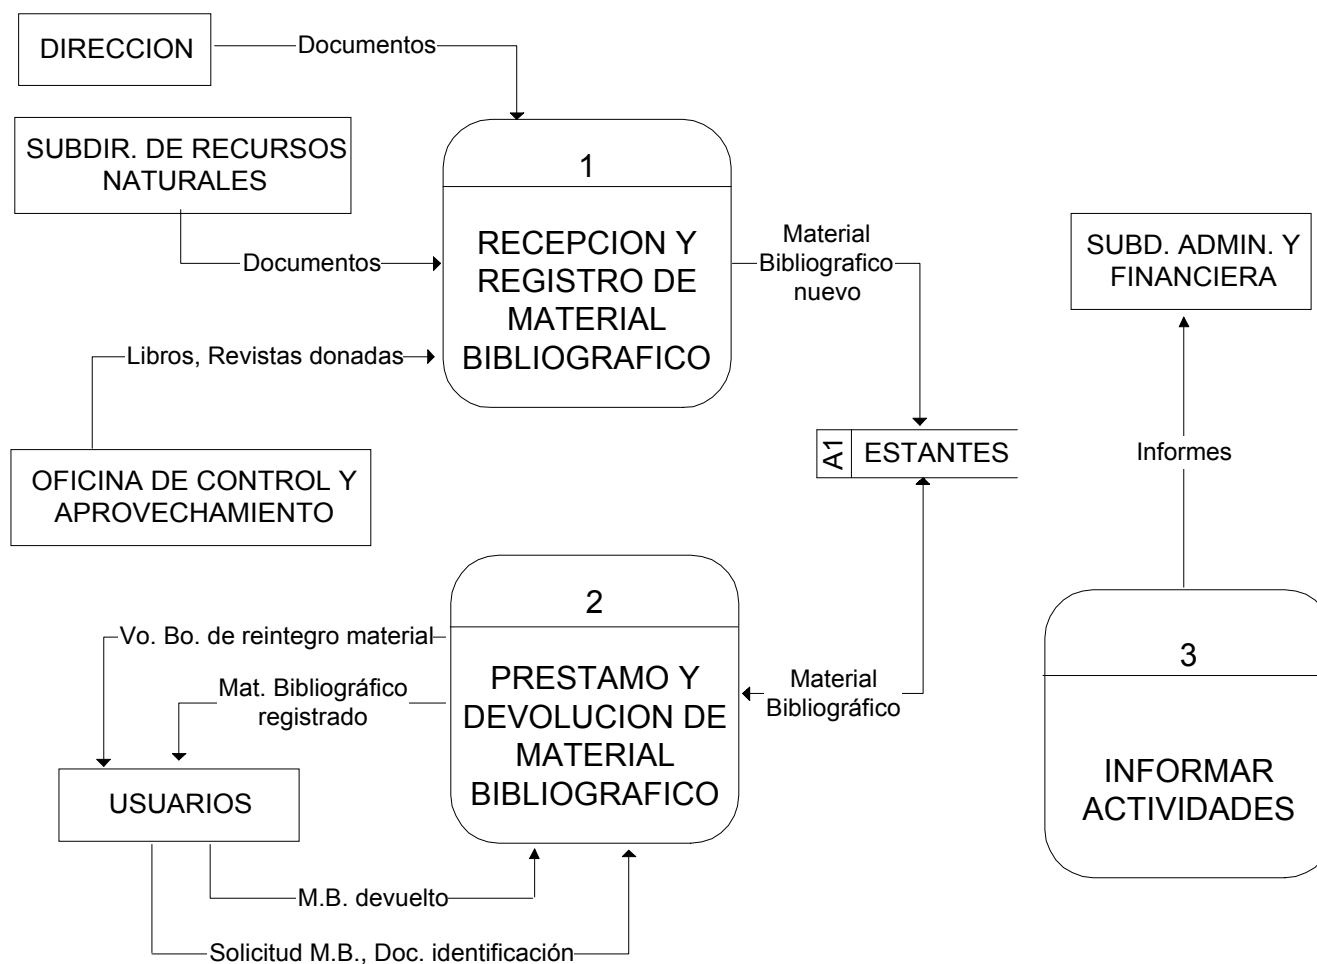 DIRECCION
Documentos
SUBDIR. DE RECURSOS
NATURALES
Documentos
Libros, Revistas donadas
OFICINA DE CONTROL Y
APROVECHAMIENTO
1
RECEPCION Y
REGISTRO DE
MATERIAL
BIBLIOGRAFICO
Material
Bibliografico
nuevo
A1
ESTANTES
SUBD. ADMIN. Y
FINANCIERA
Informes
2
PRESTAMO Y
DEVOLUCION DE
MATERIAL
BIBLIOGRAFICO
Vo. Bo. de reintegro material
Mat. Bibliográfico
registrado
USUARIOS
M.B. devuelto
Solicitud M.B., Doc. identificación
Material
Bibliográfico
3
INFORMAR
ACTIVIDADES